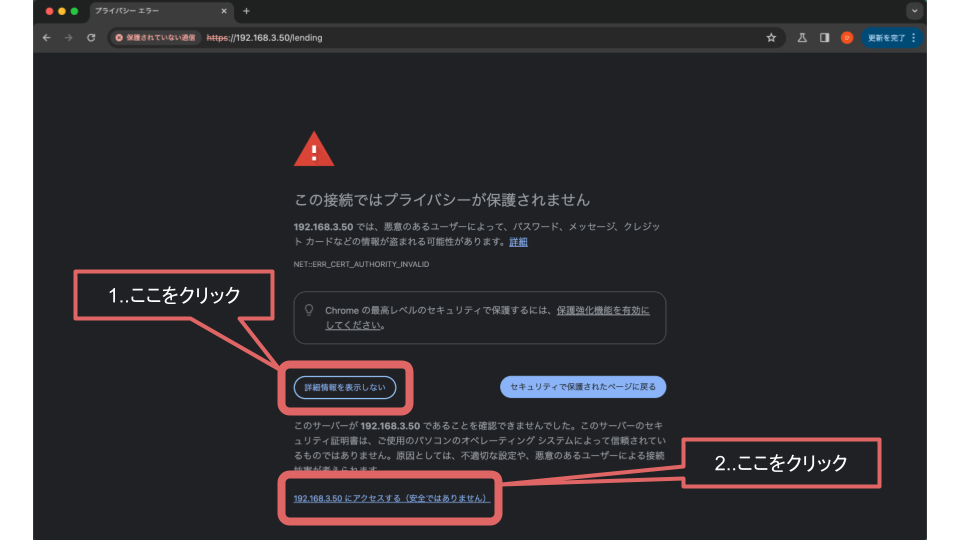 プライバシー エラー
保護されていない通信 https://192.168.3.50/lending
更新を完了
この接続ではプライバシーが保護されません
192.168.3.50 では、悪意のあるユーザーによって、パスワード、メッセージ、クレジッ
ト カードなどの情報が盗まれる可能性があります。詳細
NET::ERR_CERT_AUTHORITY_INVALID
1..ここをクリック
Chrome の最高レベルのセキュリティで保護するには、保護強化機能を有効に
してください。
詳細情報を表示しない
セキュリティで保護されたページに戻る
このサーバーが 192.168.3.50 であることを確認できませんでした。このサーバーのセキ
ュリティ証明書は、ご使用のパソコンのオペレーティング システムによって信頼されてい
るものではありません。原因としては、不適切な設定や、悪意のあるユーザーによる接続
妨害が考えられます
2..ここをクリック
192.168.3.50 にアクセスする（安全ではありません）